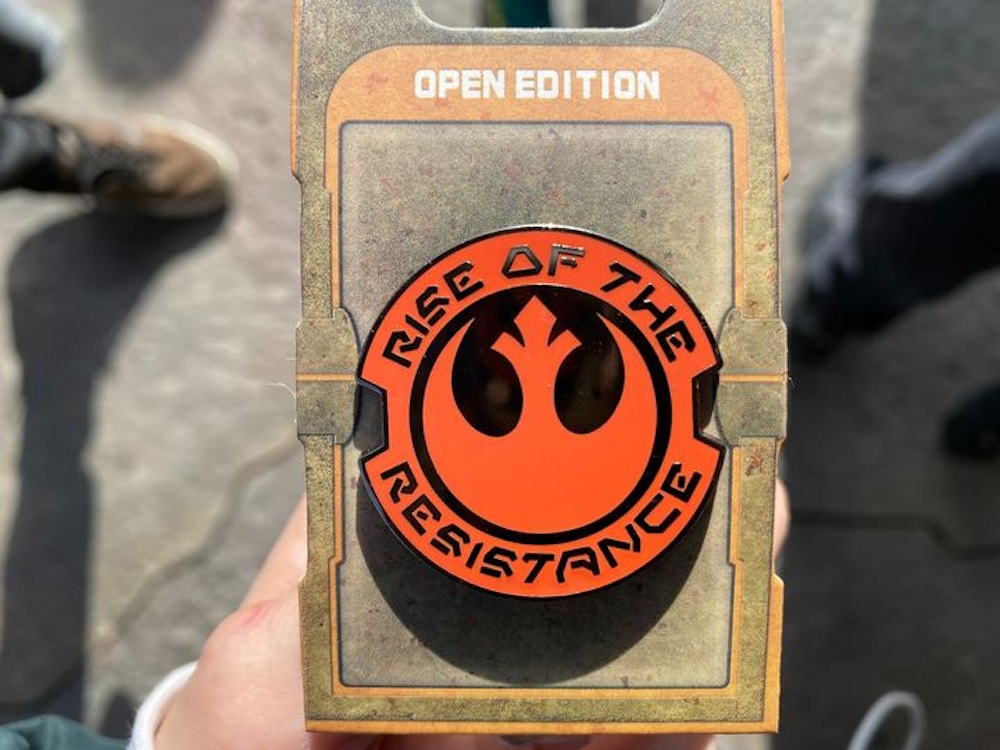 OPEN EDITION
RISE OF THE
RESISTANCE